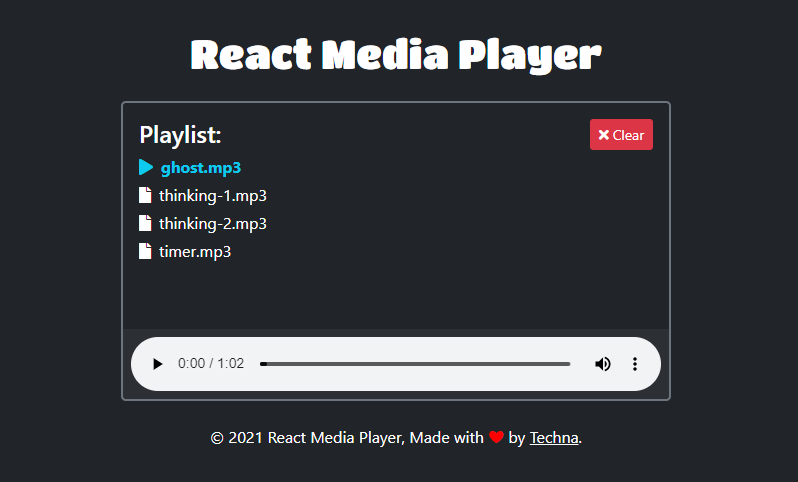 React Media Player
Playlist:
Clear
ghost.mp3
thinking-1.mp3
thinking-2.mp3
timer.mp3
0:00 / 1:02
© 2021 React Media Player, Made with ❤ by Techna.